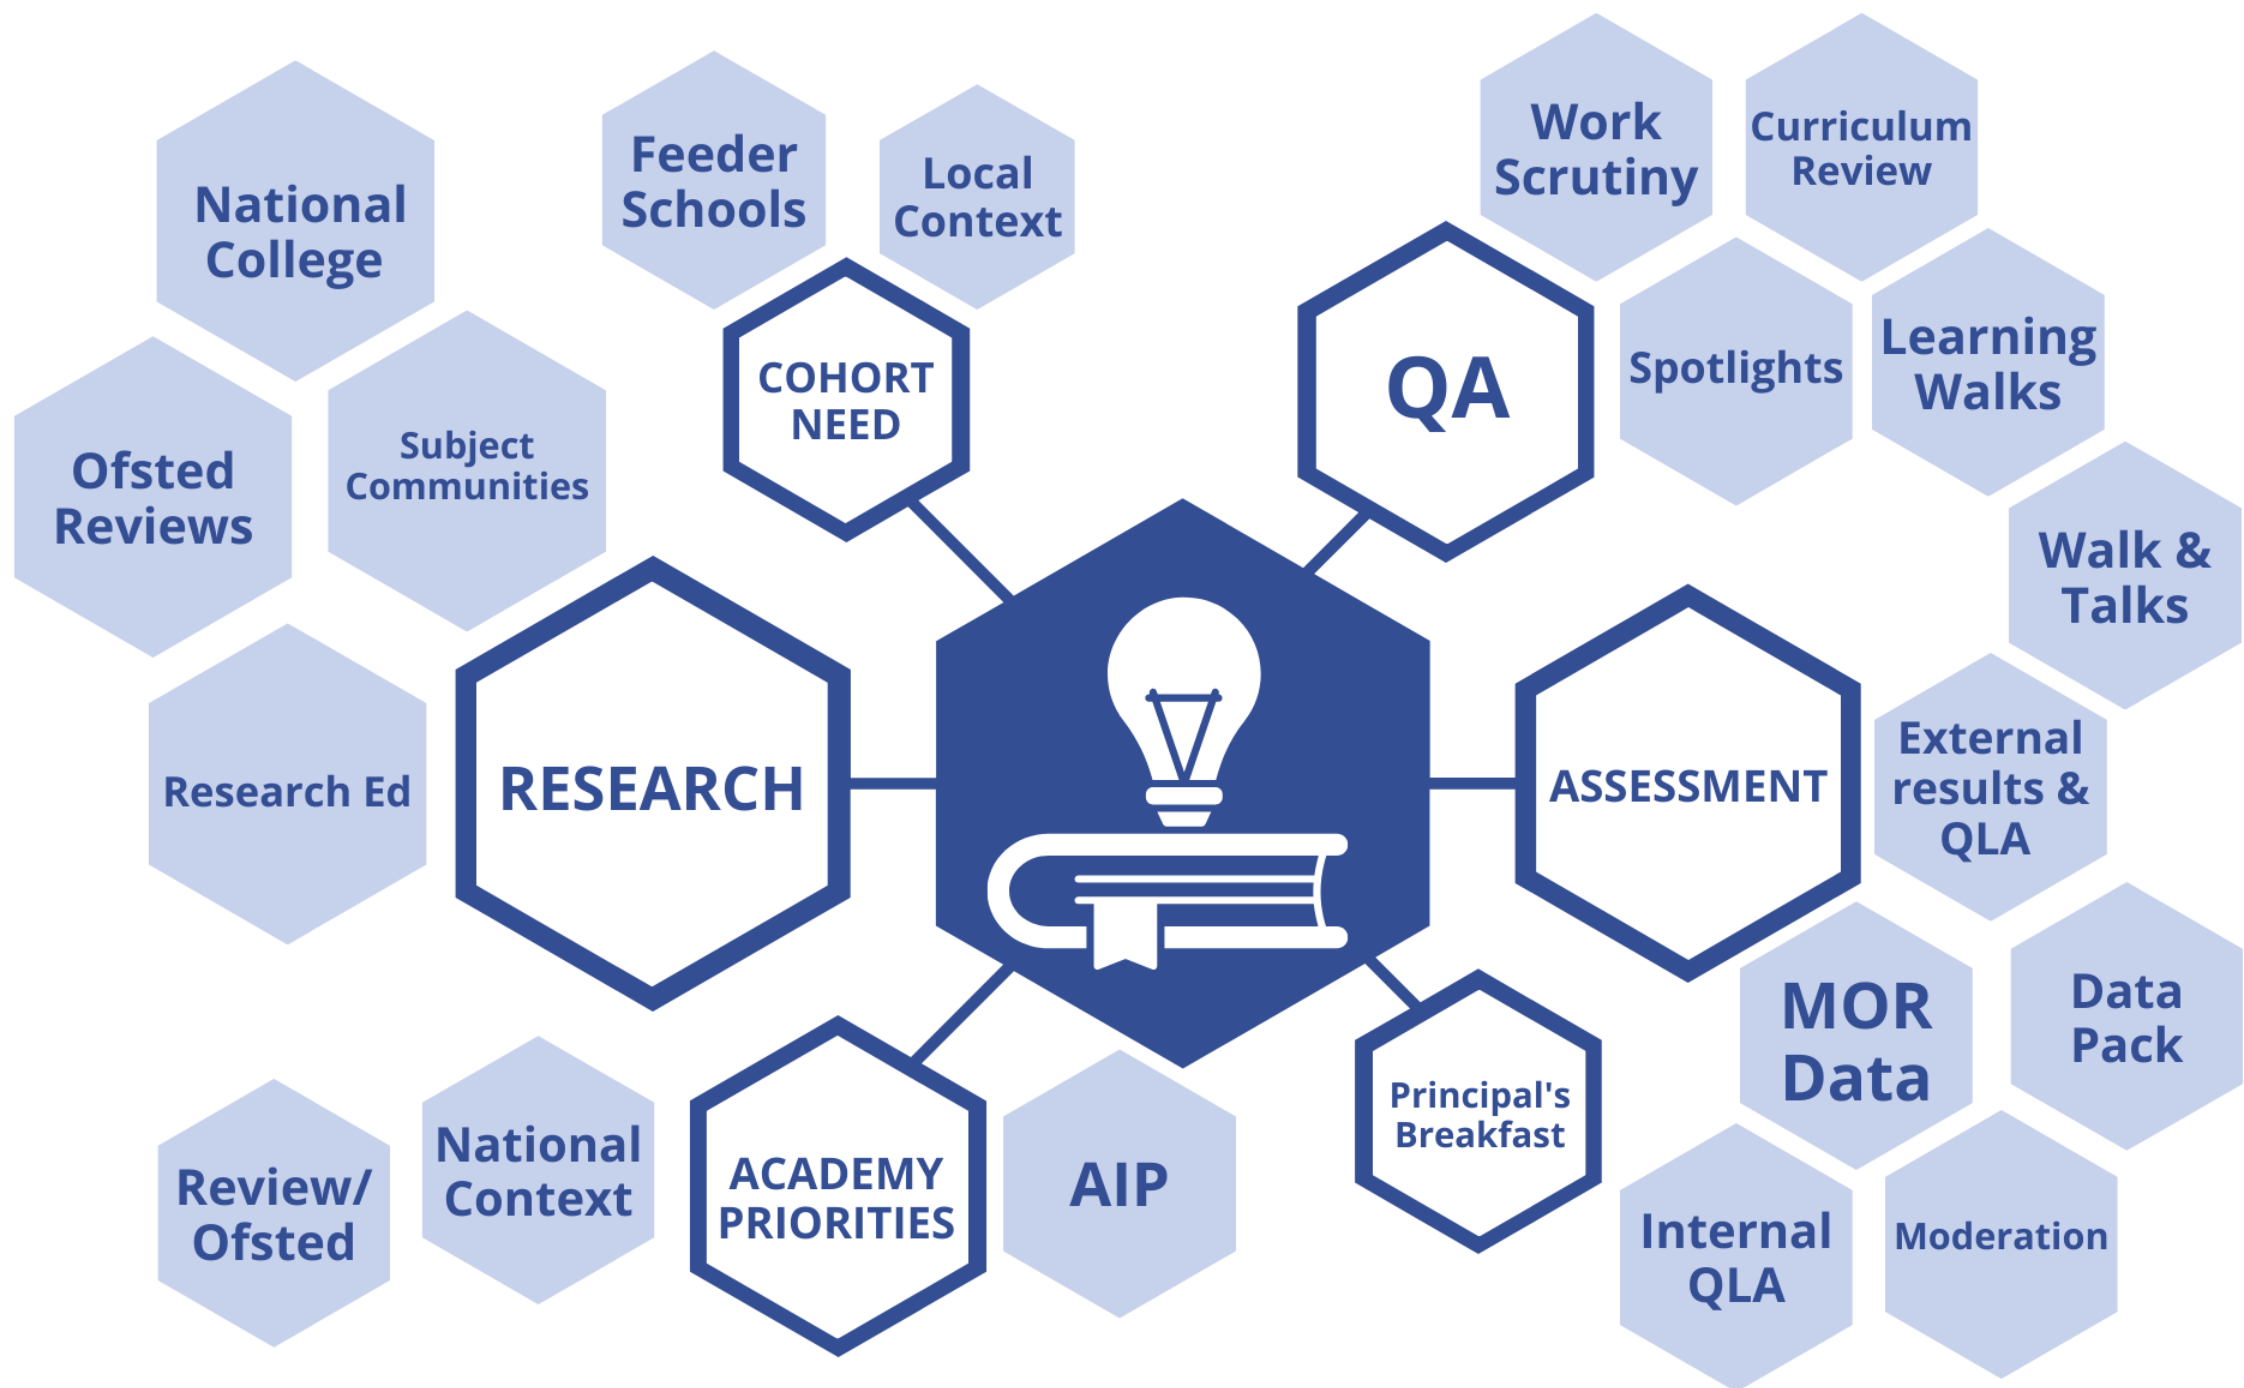 National
College
Ofsted
Reviews
Subject
Communities
Research Ed
RESEARCH
Feeder
Schools
Local
Context
COHORT
NEED
QA
Work
Scrutiny
Curriculum
Review
Spotlights
Learning
Walks
Walk &
Talks
ASSESSMENT
External
results &
QLA
MOR
Data
Data
Pack
Internal
QLA
Moderation
Principal's
Breakfast
ACADEMY
PRIORITIES
AIP
National
Context
Review/
Ofsted